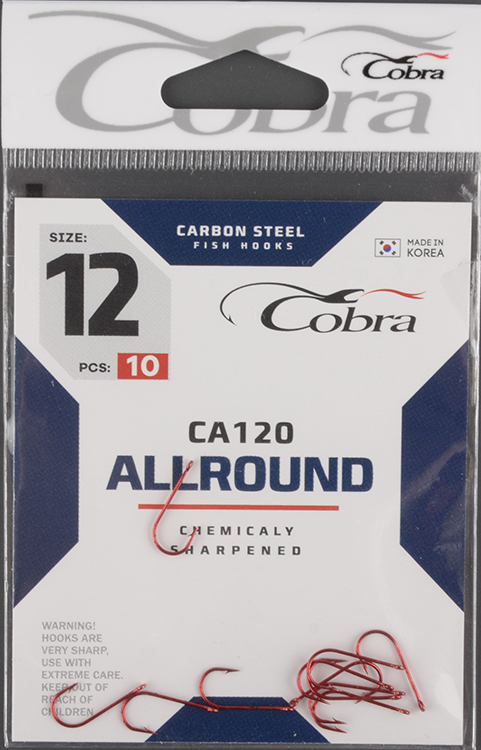 Cobra
Cobra
SIZE:
12
PCS: 10
CARBON STEEL
FISH HOOKS
MADE IN
KOREA
Cobra
CA120
ALLROUND
CHEMICALY
SHARPENED
WARNING!
HOOKS ARE
VERY SHARP,
USE WITH
EXTREME CARE.
KEEP OUT OF
REACH OF
CHILDREN